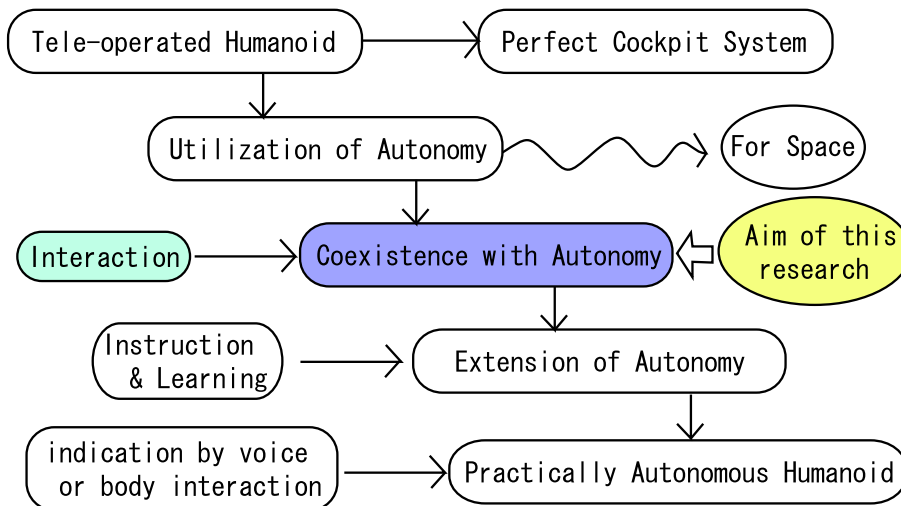 Tele-operated Humanoid
Perfect Cockpit System
Utilization of Autonomy
For Space
Interaction
Coexistence with Autonomy
Aim of this
research
Instruction
& Learning
Extension of Autonomy
indication by voice
or body interaction
Practically Autonomous Humanoid